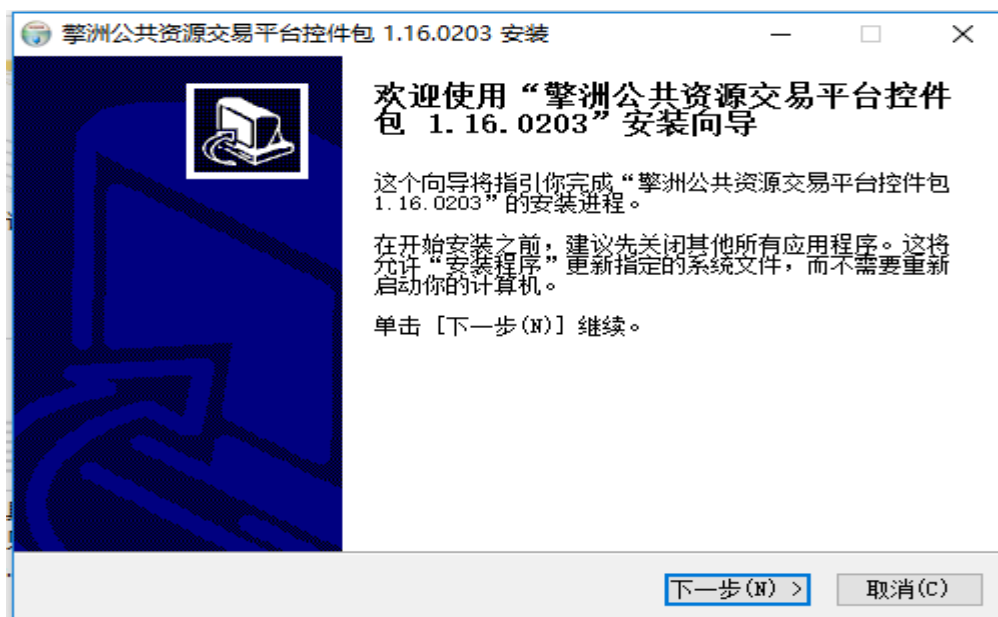 擎洲公共资源交易平台控件包 1.16.0203 安装
欢迎使用“擎洲公共资源交易平台控件
包 1.16.0203”安装向导
这个向导将指引你完成“擎洲公共资源交易平台控件包
1.16.0203”的安装进程。
在开始安装之前，建议先关闭其他所有应用程序。这将
允许“安装程序”更新指定的系统文件，而不需要重新
启动你的计算机。
单击 [下一步(N)] 继续。
下一步(N) >
取消(C)